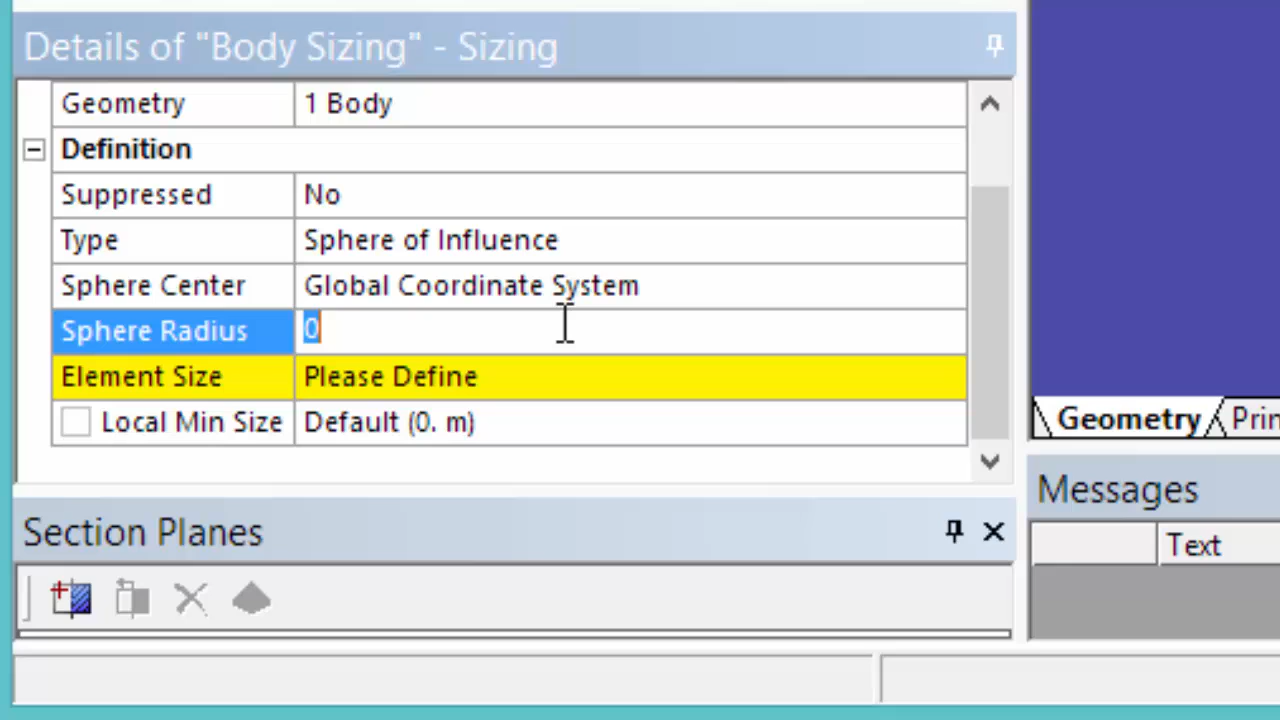 Details of "Body Sizing" - Sizing
Geometry 1 Body
Definition
Suppressed No
Type Sphere of Influence
Sphere Center Global Coordinate System
Sphere Radius 0
Element Size Please Define
Local Min Size Default (0. m)
Geometry Prin
Messages
Section Planes
Text